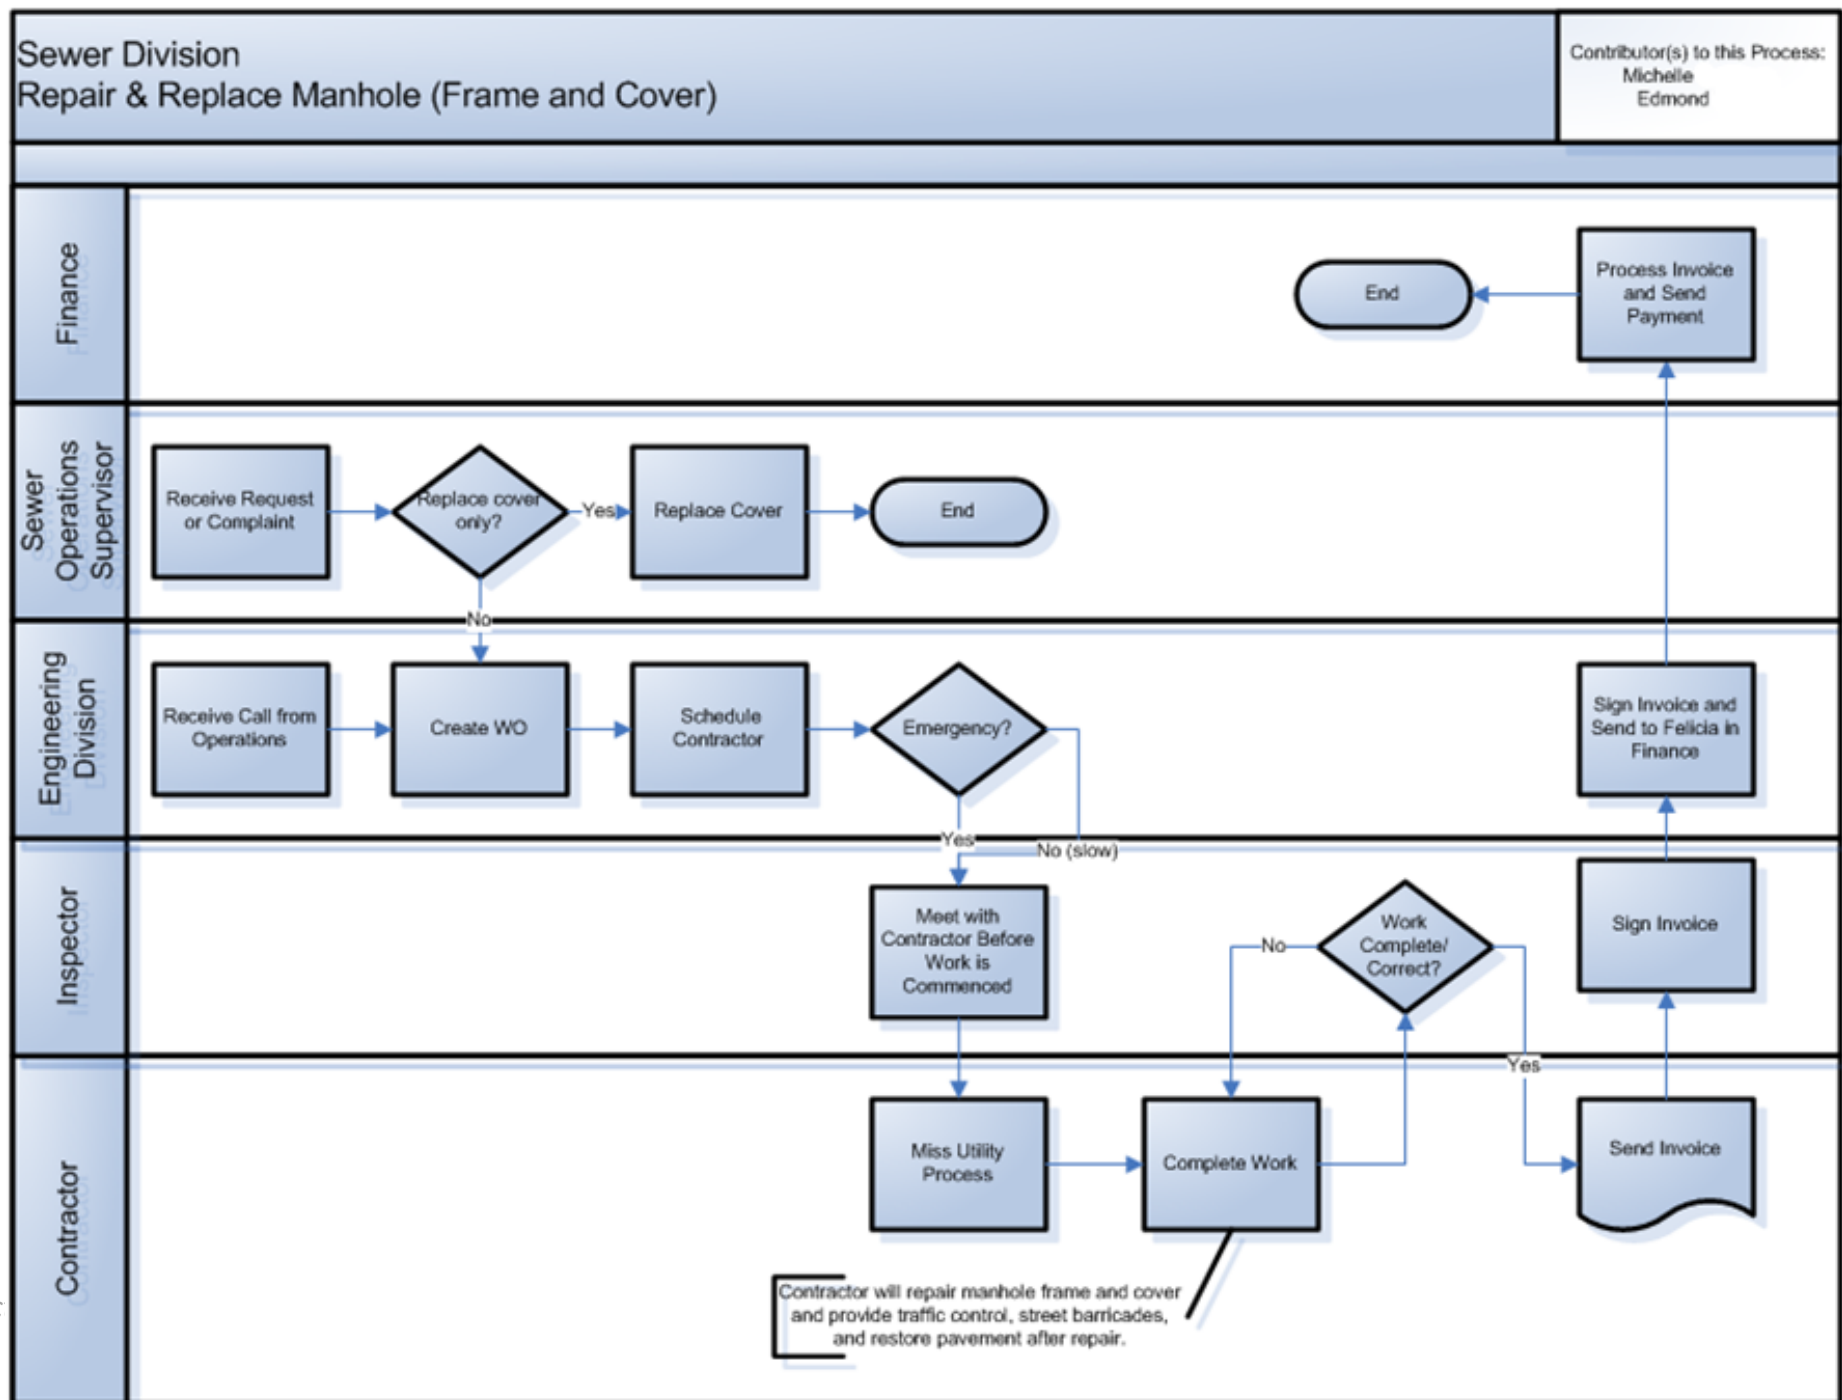 Sewer Division
Repair & Replace Manhole (Frame and Cover)
Contributor(s) to this Process:
Michelle
Edmond
Finance
End
Process Invoice
and Send
Payment
Sewer
Operations
Supervisor
Receive Request
or Complaint
Replace cover
only?
Yes
Replace Cover
End
No
Engineering
Division
Receive Call from
Operations
Create WO
Schedule
Contractor
Emergency?
Sign Invoice and
Send to Felicia in
Finance
Yes
No (slow)
Inspector
Meet with
Contractor Before
Work is
Commenced
No
Work
Complete/
Correct?
Sign Invoice
Yes
Contractor
Miss Utility
Process
Complete Work
Send Invoice
Contractor will repair manhole frame and cover
and provide traffic control, street barricades,
and restore pavement after repair.